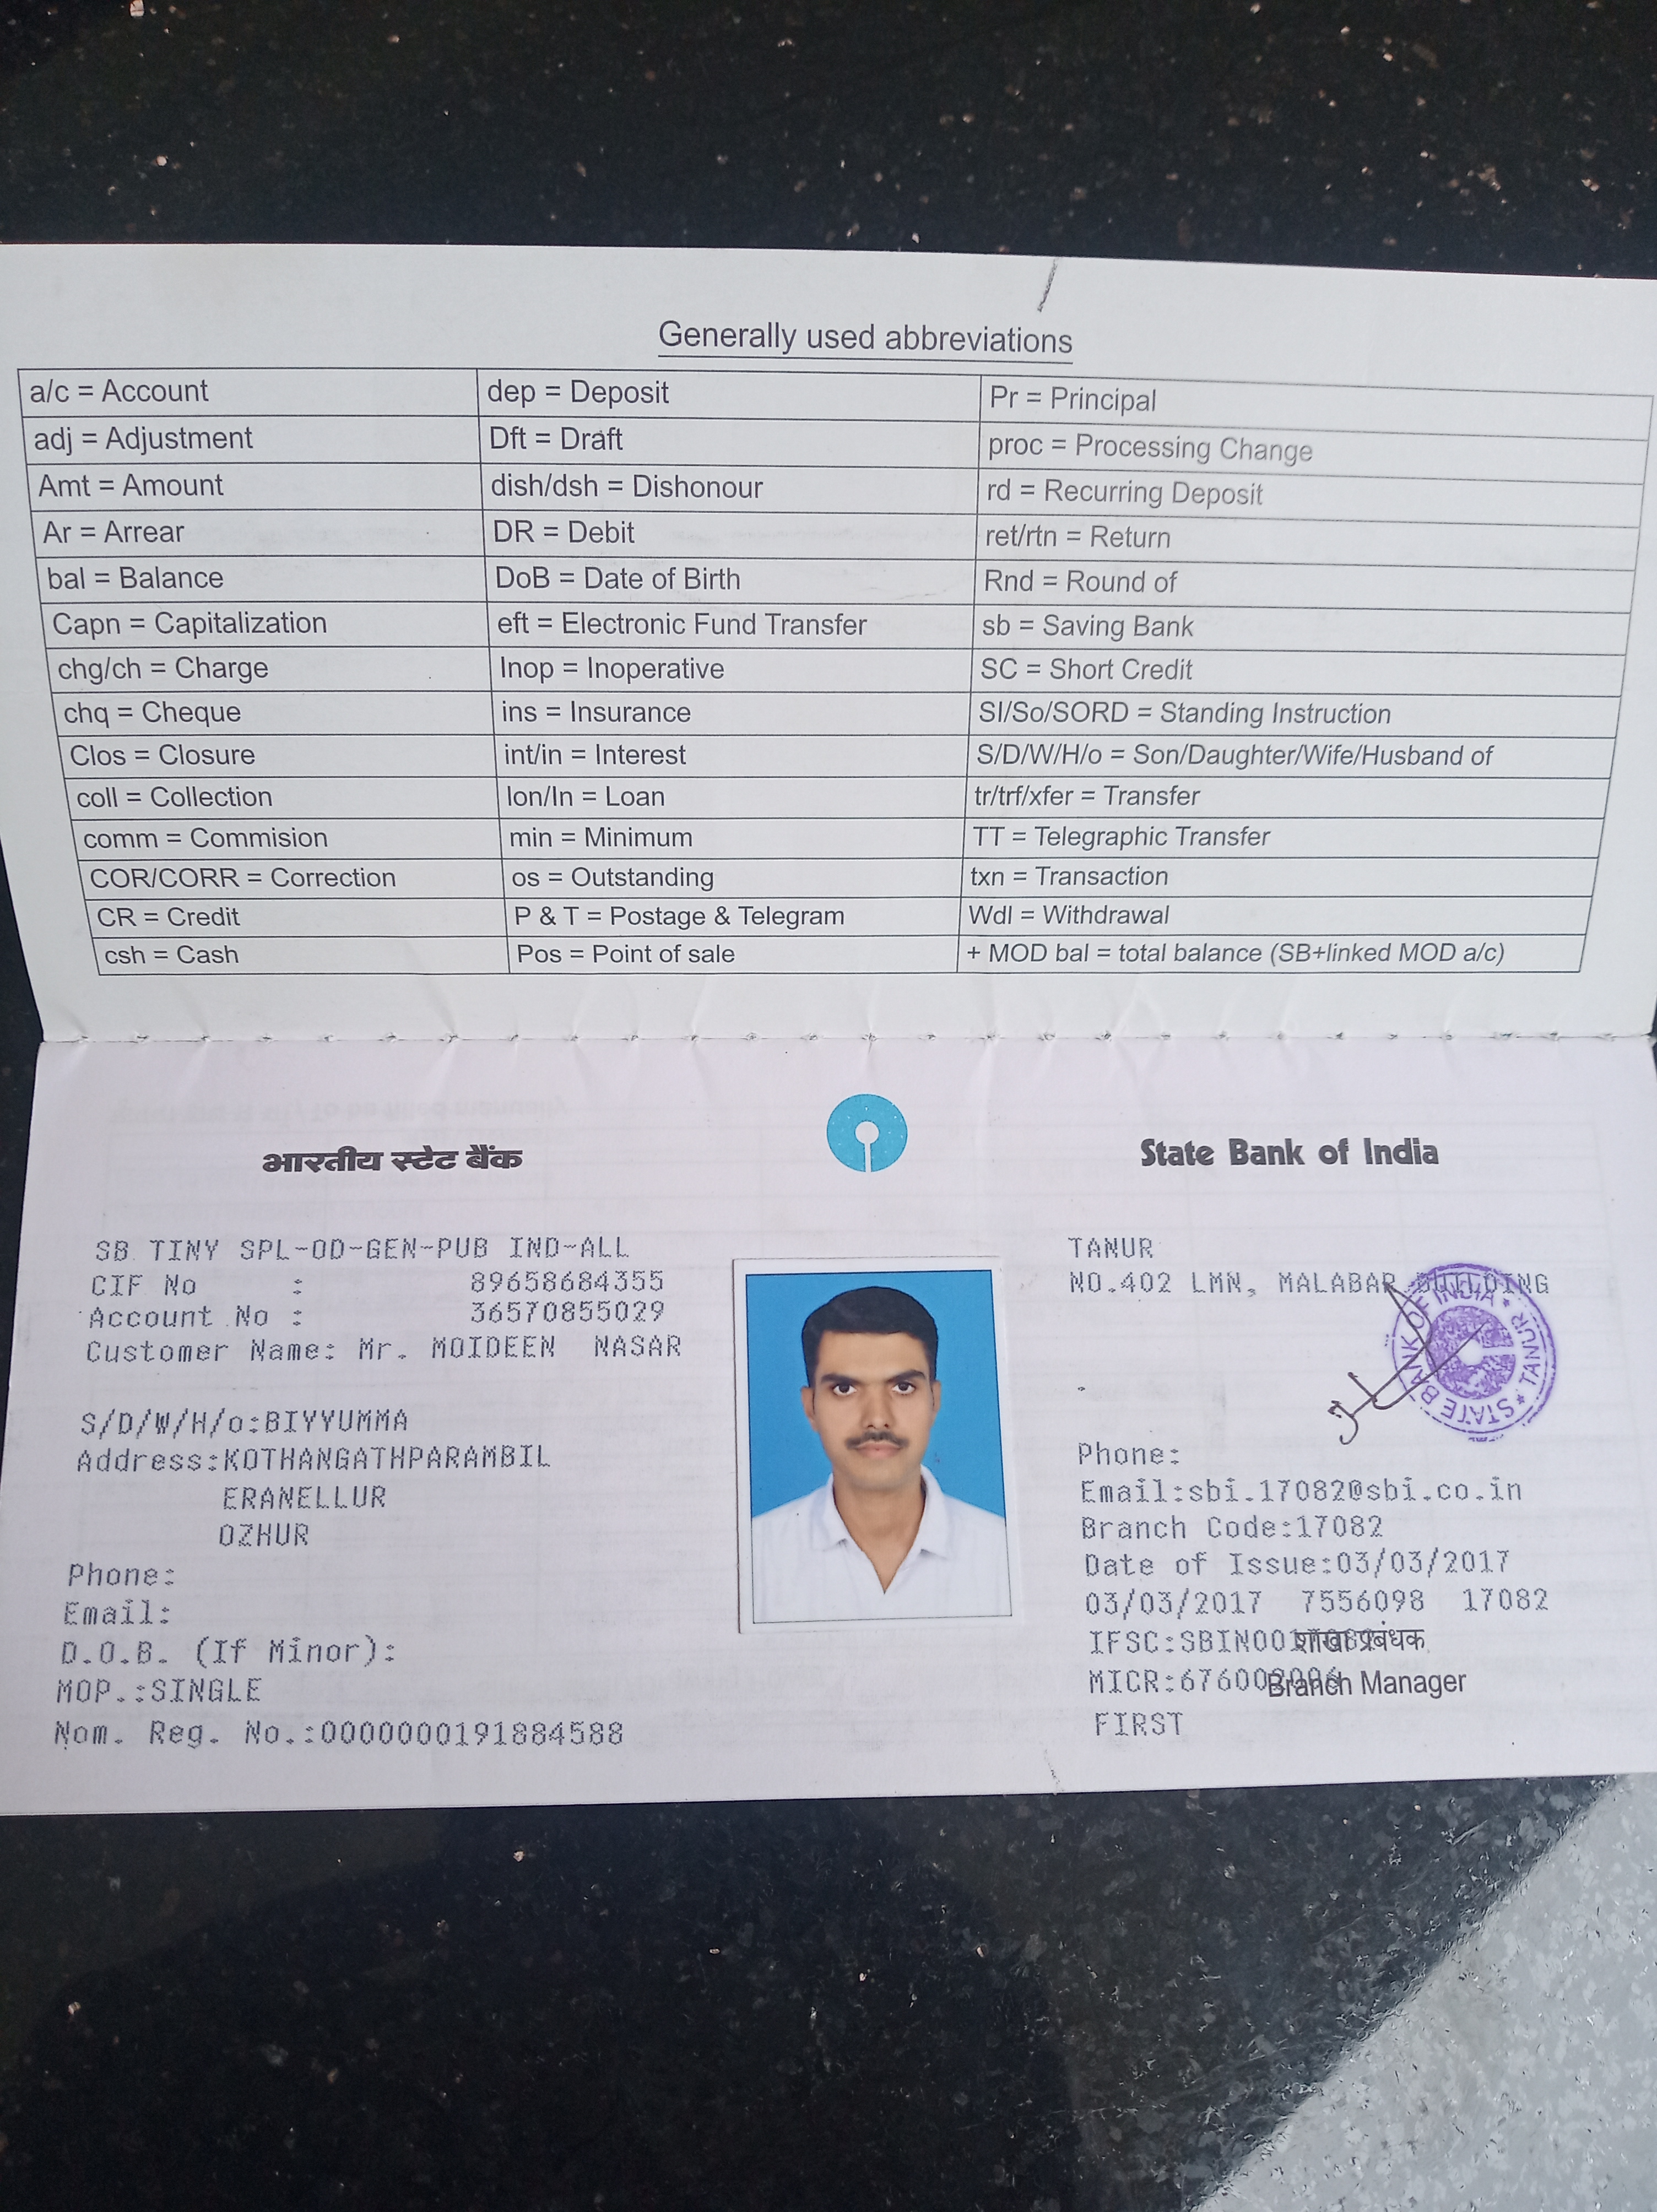 Generally used abbreviations
a/c = Account
dep = Deposit
Pr = Principal
adj = Adjustment
Dft = Draft
proc = Processing Change
Amt = Amount
dish/dsh = Dishonour
rd = Recurring Deposit
Ar = Arrear
DR = Debit
ret/rtn = Return
bal = Balance
DoB = Date of Birth
Rnd = Round of
Capn = Capitalization
eft = Electronic Fund Transfer
sb = Saving Bank
chg/ch = Charge
Inop = Inoperative
SC = Short Credit
chq = Cheque
ins = Insurance
SI/So/SORD = Standing Instruction
Clos = Closure
int/in = Interest
S/D/W/H/o = Son/Daughter/Wife/Husband of
coll = Collection
lon/ln = Loan
tr/trf/xfer = Transfer
comm = Commision
min = Minimum
TT = Telegraphic Transfer
COR/CORR = Correction
os = Outstanding
txn = Transaction
CR = Credit
P & T = Postage & Telegram
Wdl = Withdrawal
csh = Cash
Pos = Point of sale
+ MOD bal = total balance (SB+linked MOD a/c)
भारतीय स्टेट बैंक
State Bank of India
SB TINY SPL-OD-GEN-PUB IND-ALL
CIF No : 89658684355
Account No : 36570855029
Customer Name: Mr. MOIDEEN NASAR
S/D/W/H/o:BIYYUMMA
Address:KOTHANGATHPARAMBIL
ERANELLUR
OZHUR
Phone:
Email:
D.O.B. (If Minor):
MOP.:SINGLE
Nom. Reg. No.:0000000191884588
TANUR
NO.402 LMN, MALABAR BUILDING
STATE BANK OF INDIA
TANUR
Phone:
Email:sbi.17082@sbi.co.in
Branch Code:17082
Date of Issue:03/03/2017
03/03/2017 7556098 17082
IFSC:
शाखा प्रबंधक
MICR:
Branch Manager
FIRST